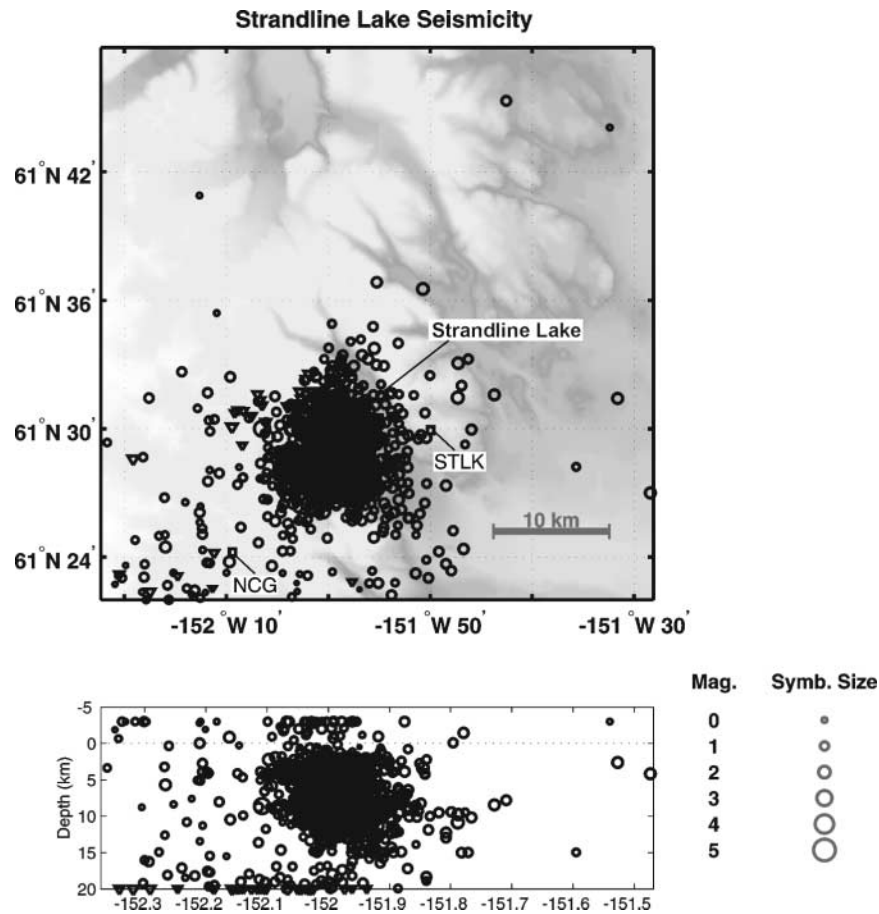 Strandline Lake Seismicity
61°N 42'
61°N 36'
Strandline Lake
61°N 30'
STLK
10 km
61°N 24'
NCG
-152°W 10' -151°W 50' -151°W 30'
Mag. Symb. Size
-5
0
5
10
15
20
Depth (km)
0
1
2
3
4
5
-152.3 -152.2 -152.1 -152 -151.9 -151.8 -151.7 -151.6 -151.5